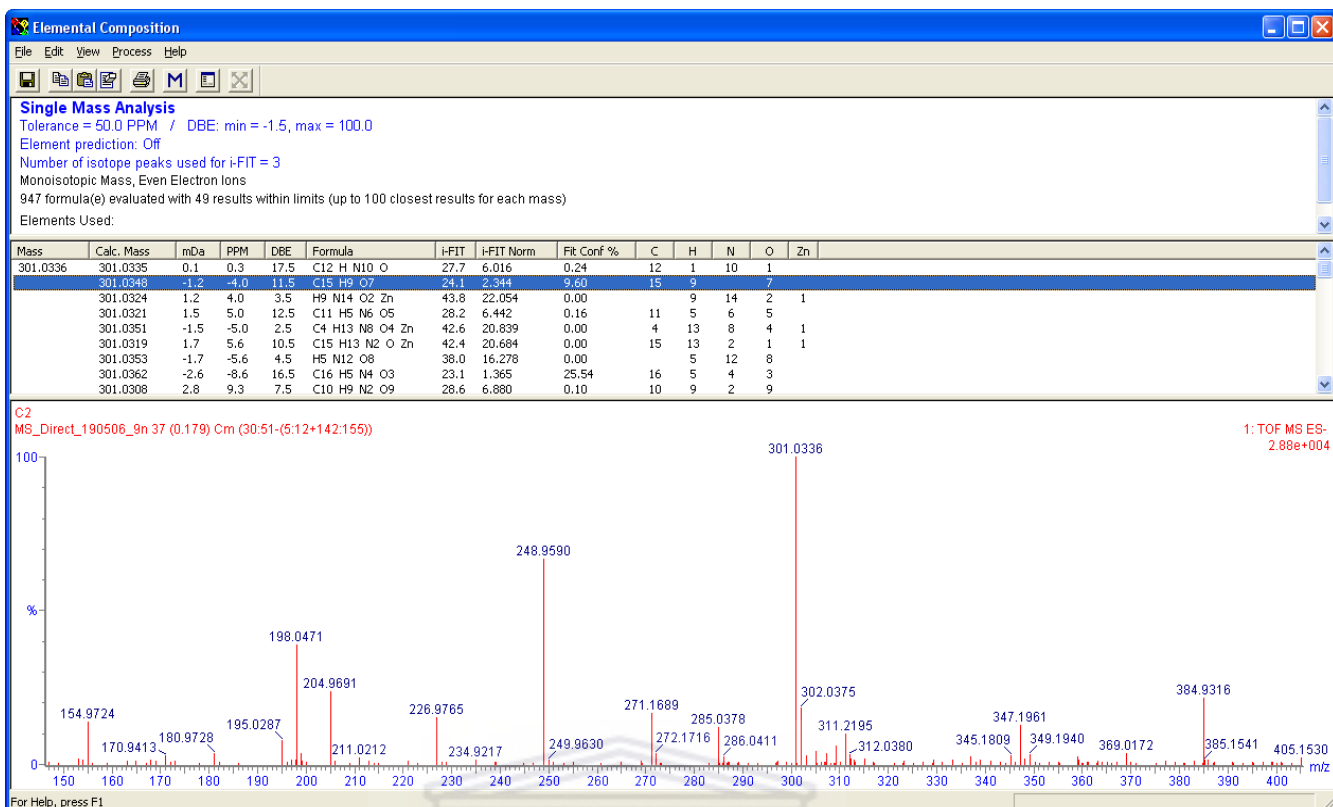 Elemental Composition
File Edit View Process Help
M
Single Mass Analysis
Tolerance = 50.0 PPM / DBE: min = -1.5, max = 100.0
Element prediction: Off
Number of isotope peaks used for i-FIT = 3
Monoisotopic Mass, Even Electron Ions
947 formula(e) evaluated with 49 results within limits (up to 100 closest results for each mass)
Elements Used:
Mass Calc. Mass mDa PPM DBE Formula i-FIT i-FIT Norm Fit Conf % C H N O Zn
301.0336 301.0335 0.1 0.3 17.5 C12 H N10 O 27.7 6.016 0.24 12 1 10 1
301.0348 -1.2 -4.0 11.5 C15 H9 O7 24.1 2.344 9.60 15 9 7
301.0324 1.2 4.0 3.5 H9 N14 O2 Zn 43.8 22.054 0.00 9 14 2 1
301.0321 1.5 5.0 12.5 C11 H5 N6 O5 28.2 6.442 0.16 11 5 6 5
301.0351 -1.5 -5.0 2.5 C4 H13 N8 O4 Zn 42.6 20.839 0.00 4 13 8 4 1
301.0319 1.7 5.6 10.5 C15 H13 N2 O Zn 42.4 20.684 0.00 15 13 2 1 1
301.0353 -1.7 -5.6 4.5 H5 N12 O8 38.0 16.278 0.00 5 12 8
301.0362 -2.6 -8.6 16.5 C16 H5 N4 O3 23.1 1.365 25.54 16 5 4 3
301.0308 2.8 9.3 7.5 C10 H9 N2 O9 28.6 6.880 0.10 10 9 2 9
C2
MS_Direct_190506_9n 37 (0.179) Cm (30:51-(5:12+142:155))
1: TOF MS ES-
2.88e+004
100
301.0336
248.9590
%
198.0471
204.9691
302.0375
384.9316
154.9724
226.9765
271.1689
285.0378
347.1961
195.0287
311.2195
170.9413
180.9728
211.0212
234.9217
249.9630
272.1716
286.0411
312.0380
345.1809
349.1940
369.0172
385.1541
405.1530
0
m/z
150 160 170 180 190 200 210 220 230 240 250 260 270 280 290 300 310 320 330 340 350 360 370 380 390 400
For Help, press F1